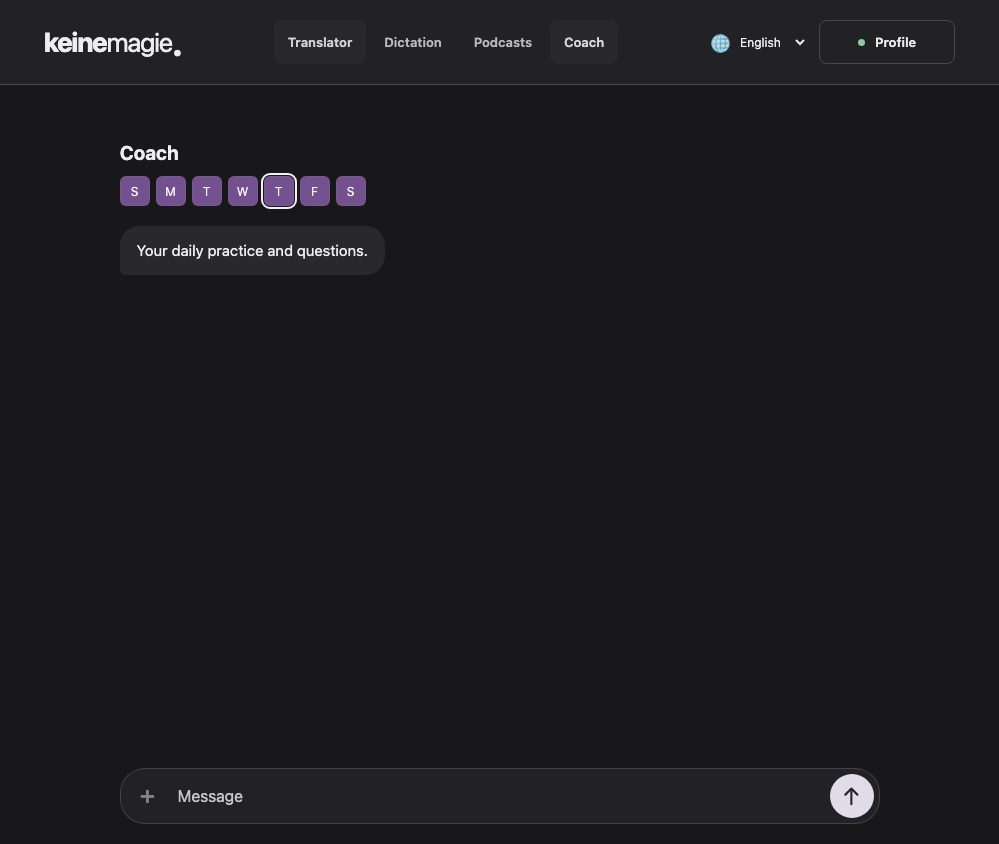 keinemagie.
Translator Dictation Podcasts Coach
English
Profile
Coach
S M T W T F S
Your daily practice and questions.
+ Message